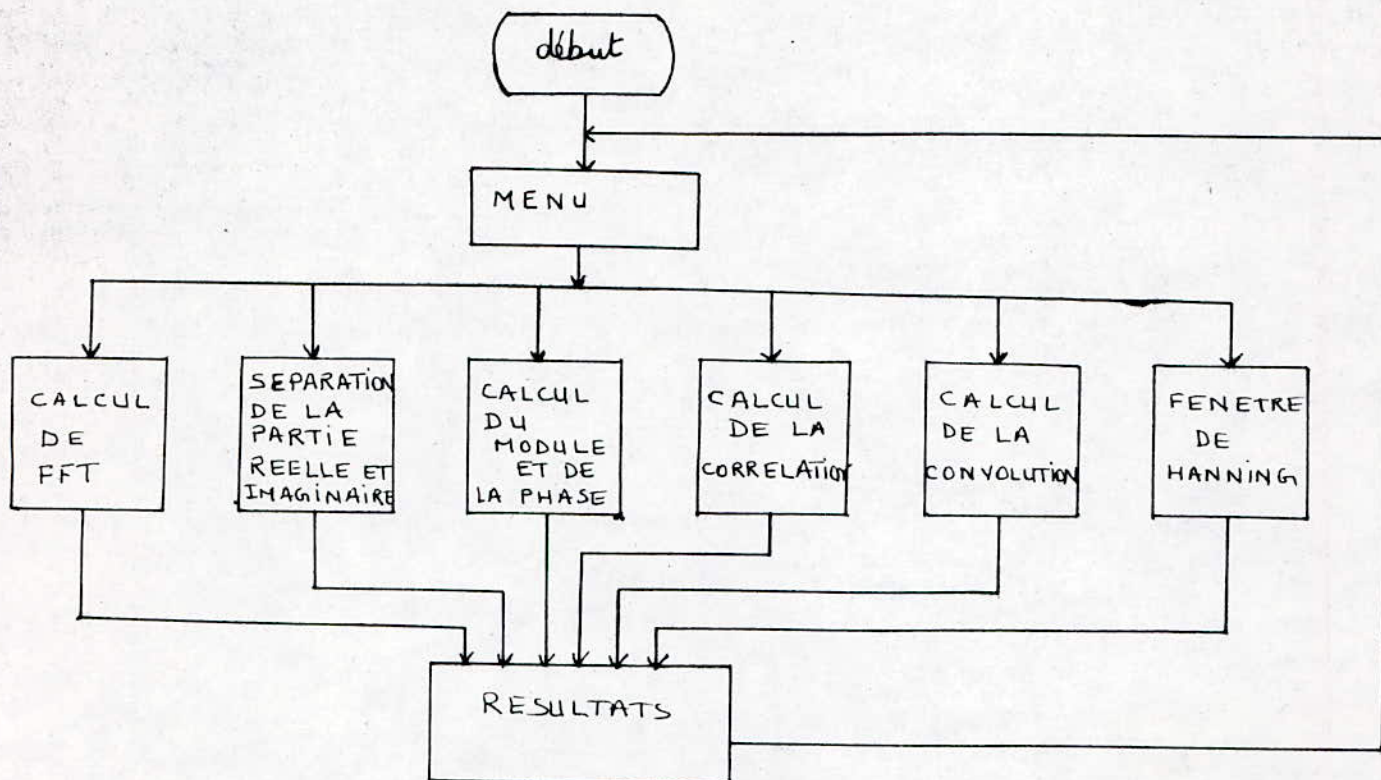 début
MENU
CALCUL
DE
FFT
SEPARATION
DE LA
PARTIE
REELLE ET
IMAGINAIRE
CALCUL
DU
MODULE
ET DE
LA PHASE
CALCUL
DE LA
CORRELATION
CALCUL
DE LA
CONVOLUTION
FENETRE
DE
HANNING
RESULTATS